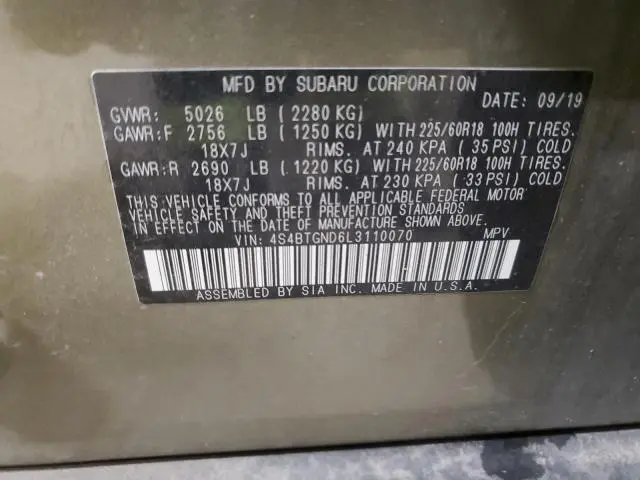 MFD BY SUBARU CORPORATION
DATE: 09/19
GVWR: 5026 LB ( 2280 KG)
GAWR:F 2756 LB ( 1250 KG) WITH 225/60R18 100H TIRES.
18X7J RIMS. AT 240 KPA ( 35 PSI) COLD
GAWR:R 2690 LB ( 1220 KG) WITH 225/60R18 100H TIRES.
18X7J RIMS. AT 230 KPA ( 33 PSI) COLD
THIS VEHICLE CONFORMS TO ALL APPLICABLE FEDERAL MOTOR
VEHICLE SAFETY AND THEFT PREVENTION STANDARDS
IN EFFECT ON THE DATE OF MANUFACTURE SHOWN ABOVE.
VIN: 4S4BTGND6L3110070 MPV
ASSEMBLED BY SIA INC. MADE IN U.S.A.